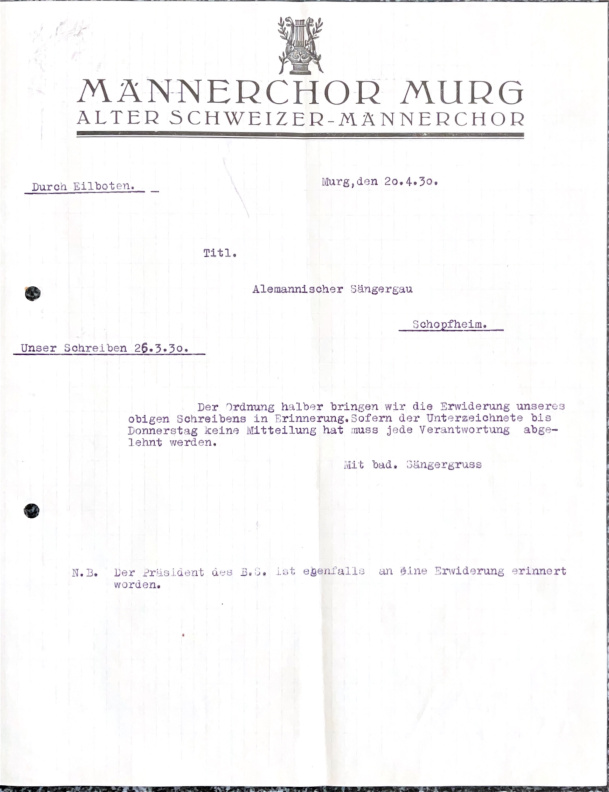 MÄNNERCHOR MURG
ALTER SCHWEIZER-MÄNNERCHOR
Durch Eilboten.
Murg, den 20.4.30.
Titl.
Alemannischer Sängergau
Schopfheim.
Unser Schreiben 26.3.30.
Der Ordnung halber bringen wir die Erwiderung unseres
obigen Schreibens in Erinnerung. Sofern der Unterzeichnete bis
Donnerstag keine Mitteilung hat muss jede Verantwortung abge-
lehnt werden.
Mit bad. Sängergruss
N.B. Der Präsident des B.S. ist ebenfalls an eine Erwiderung erinnert
worden.